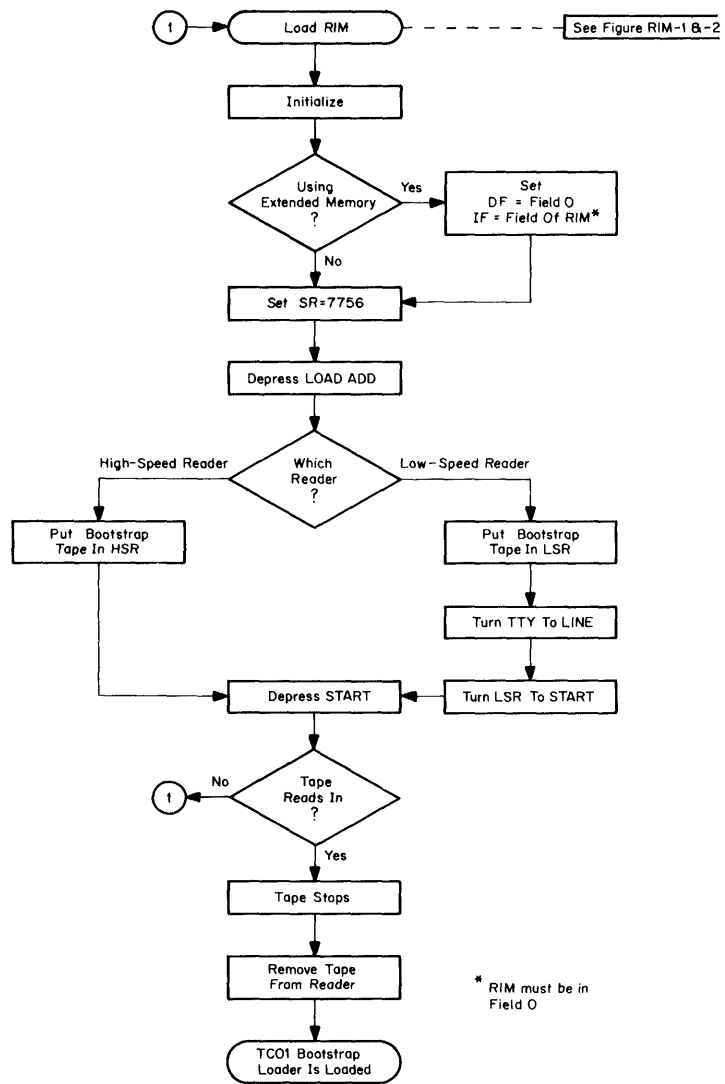 1
Load RIM
See Figure RIM-1 & -2
Initialize
Using
Extended Memory
?
Yes
Set
DF = Field 0
IF = Field Of RIM*
No
Set SR=7756
Depress LOAD ADD
High-Speed Reader
Which
Reader
?
Low-Speed Reader
Put Bootstrap
Tape In HSR
Put Bootstrap
Tape In LSR
Turn TTY To LINE
Depress START
Turn LSR To START
1
No
Tape
Reads In
?
Yes
Tape Stops
Remove Tape
From Reader
* RIM must be in
Field 0
TC01 Bootstrap
Loader Is Loaded